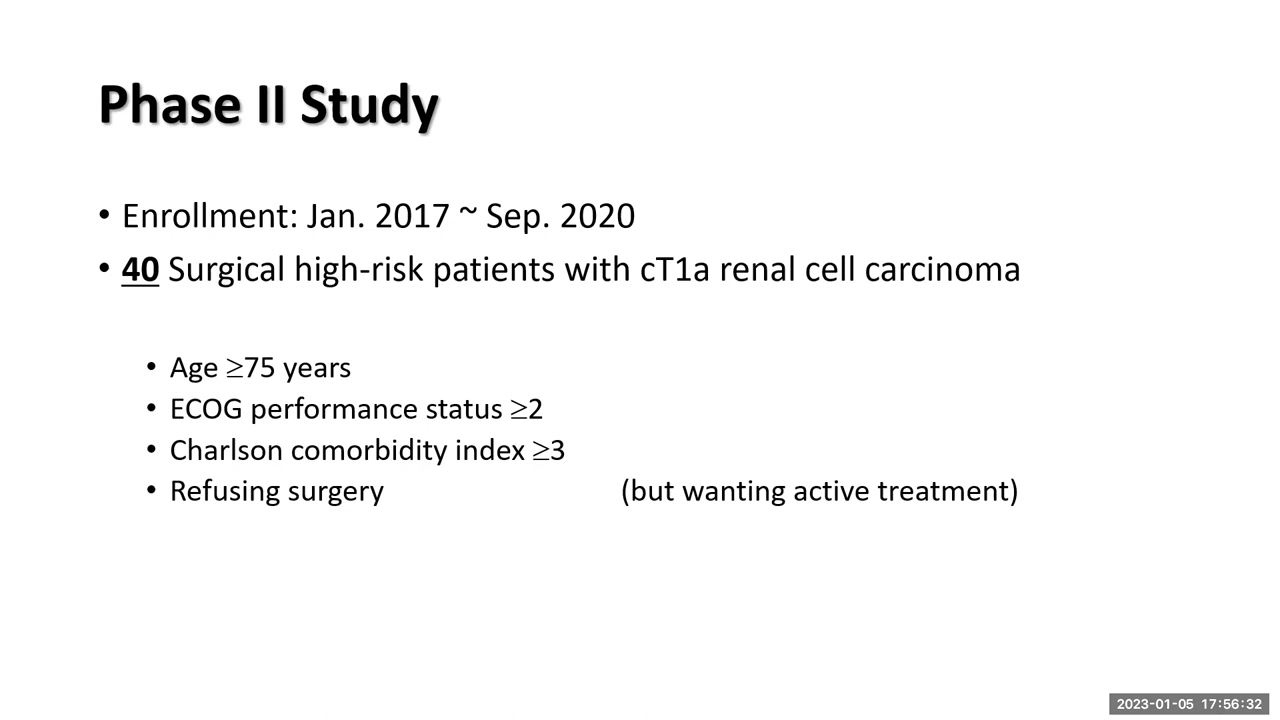 Phase II Study
• Enrollment: Jan. 2017 ~ Sep. 2020
• 40 Surgical high-risk patients with cT1a renal cell carcinoma
• Age ≥75 years
• ECOG performance status ≥2
• Charlson comorbidity index ≥3
• Refusing surgery (but wanting active treatment)
2023-01-05 17:56:32